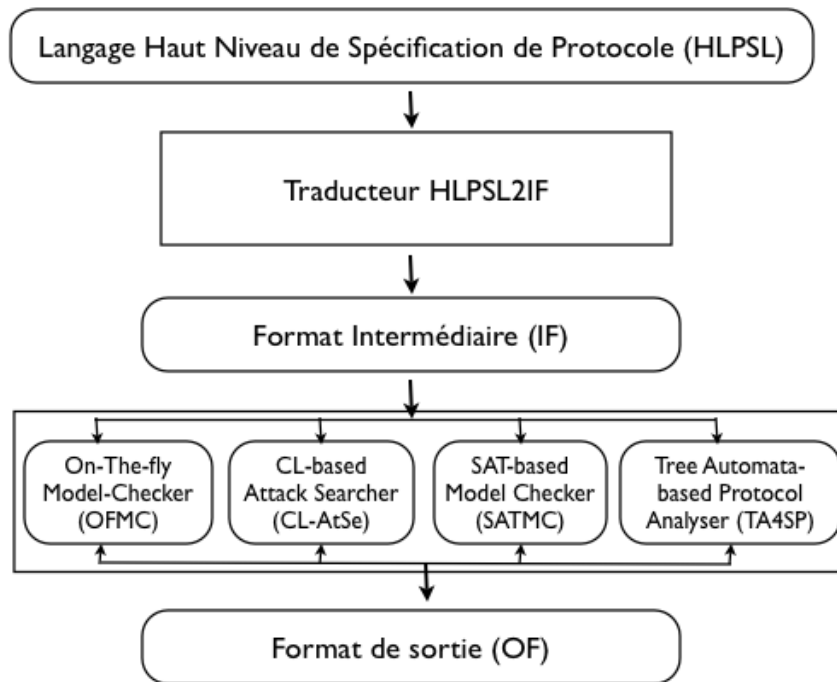 Langage Haut Niveau de Spécification de Protocole (HLPSL)
Traducteur HLPSL2IF
Format Intermédiaire (IF)
On-The-fly
Model-Checker
(OFMC)
CL-based
Attack Searcher
(CL-AtSe)
SAT-based
Model Checker
(SATMC)
Tree Automata-
based Protocol
Analyser (TA4SP)
Format de sortie (OF)